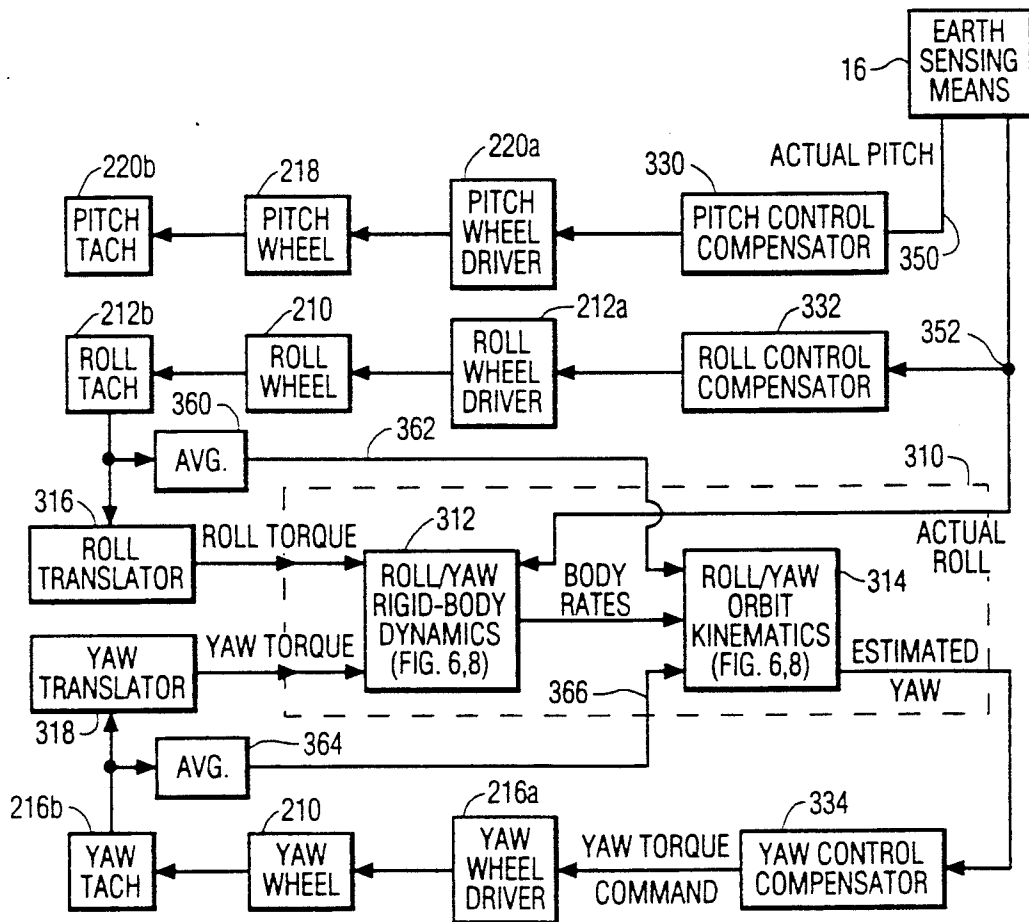 EARTH
SENSING
MEANS
16
ACTUAL PITCH
220b
218
220a
330
PITCH
TACH
PITCH
WHEEL
PITCH
WHEEL
DRIVER
PITCH CONTROL
COMPENSATOR
350
212b
210
212a
332
352
ROLL
TACH
ROLL
WHEEL
ROLL
WHEEL
DRIVER
ROLL CONTROL
COMPENSATOR
360
AVG.
362
310
316
ROLL
TRANSLATOR
ROLL TORQUE
312
ROLL/YAW
RIGID-BODY
DYNAMICS
(FIG. 6,8)
BODY
RATES
ROLL/YAW
ORBIT
KINEMATICS
(FIG. 6,8)
ACTUAL
ROLL
314
YAW
TRANSLATOR
YAW TORQUE
ESTIMATED
YAW
318
364
366
AVG.
216b
210
216a
334
YAW
TACH
YAW
WHEEL
YAW
WHEEL
DRIVER
YAW TORQUE
COMMAND
YAW CONTROL
COMPENSATOR